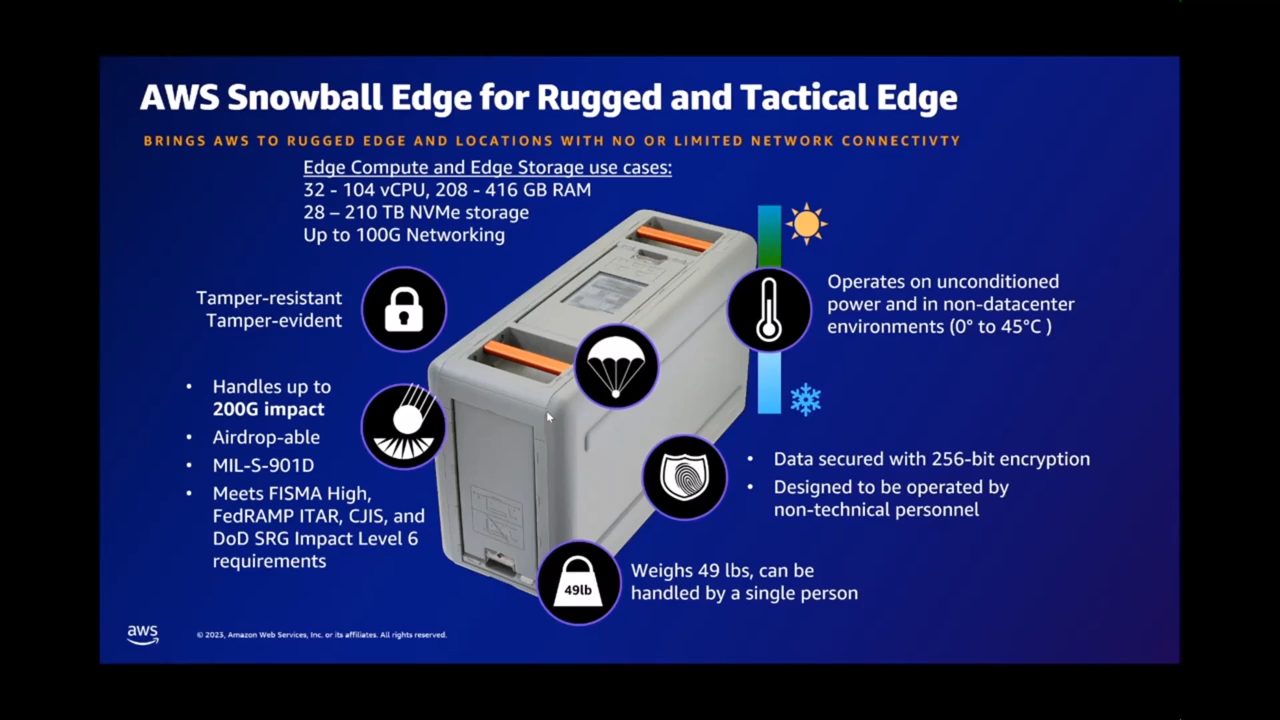 AWS Snowball Edge for Rugged and Tactical Edge
BRINGS AWS TO RUGGED EDGE AND LOCATIONS WITH NO OR LIMITED NETWORK CONNECTIVTY
Edge Compute and Edge Storage use cases:
32 - 104 vCPU, 208 - 416 GB RAM
28 – 210 TB NVMe storage
Up to 100G Networking
Tamper-resistant
Tamper-evident
• Handles up to
200G impact
• Airdrop-able
• MIL-S-901D
• Meets FISMA High,
FedRAMP ITAR, CJIS, and
DoD SRG Impact Level 6
requirements
Operates on unconditioned
power and in non-datacenter
environments (0° to 45°C )
• Data secured with 256-bit encryption
• Designed to be operated by
non-technical personnel
49lb
Weighs 49 lbs, can be
handled by a single person
aws
© 2023, Amazon Web Services, Inc. or its affiliates. All rights reserved.